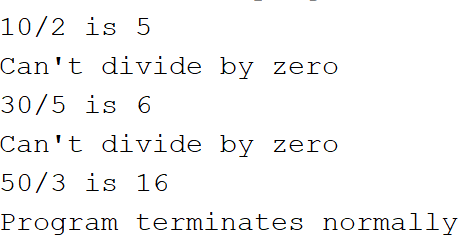 10/2 is 5
Can't divide by zero
30/5 is 6
Can't divide by zero
50/3 is 16
Program terminates normally